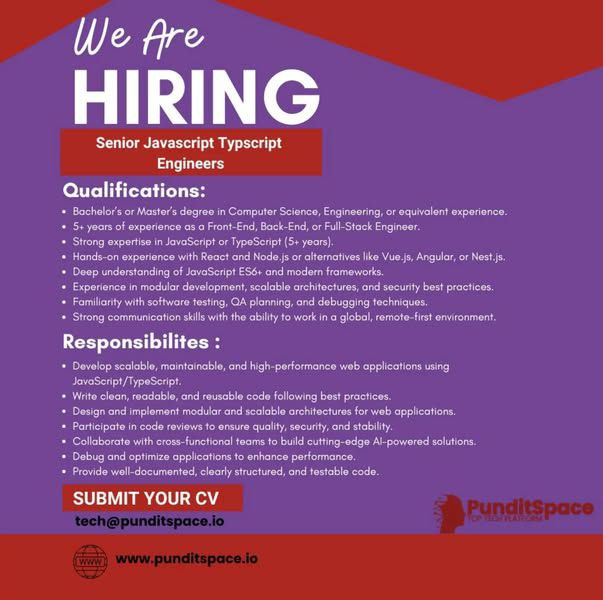 We Are
HIRING
Senior Javascript Typscript
Engineers
Qualifications:
• Bachelor's or Master's degree in Computer Science, Engineering, or equivalent experience.
• 5+ years of experience as a Front-End, Back-End, or Full-Stack Engineer.
• Strong expertise in JavaScript or TypeScript (5+ years).
• Hands-on experience with React and Node.js or alternatives like Vue.js, Angular, or Nest.js.
• Deep understanding of JavaScript ES6+ and modern frameworks.
• Experience in modular development, scalable architectures, and security best practices.
• Familiarity with software testing, QA planning, and debugging techniques.
• Strong communication skills with the ability to work in a global, remote-first environment.
Responsibilites :
• Develop scalable, maintainable, and high-performance web applications using
JavaScript/TypeScript.
• Write clean, readable, and reusable code following best practices.
• Design and implement modular and scalable architectures for web applications.
• Participate in code reviews to ensure quality, security, and stability.
• Collaborate with cross-functional teams to build cutting-edge AI-powered solutions.
• Debug and optimize applications to enhance performance.
• Provide well-documented, clearly structured, and testable code.
SUBMIT YOUR CV
tech@punditspace.io
PunditSpace
TOP TECH PLATFORM
WWW
www.punditspace.io